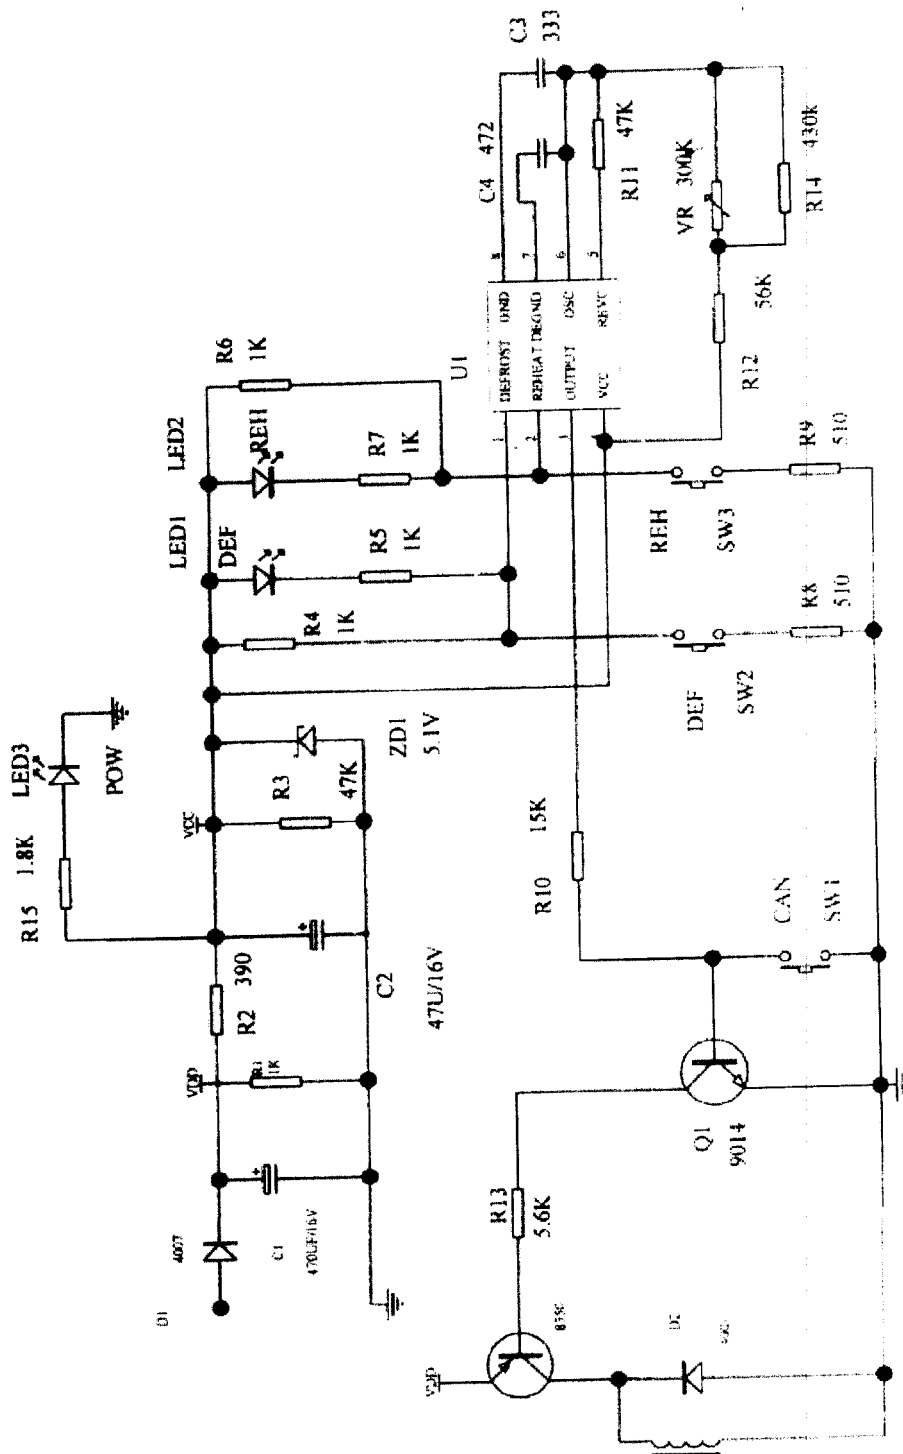 C3
333
C4
472
R11
47K
VR 300K
R14
430k
R12
56K
8
7
6
5
DEFROST GND
REHEAT DEGND
OUTPUT OSC
VCC REVC
1
2
U1
R6
1K
LED2
REH
R7
1K
LED1
DEF
R5
1K
R4
1K
REH
SW3
R9
510
DEF
SW2
R8
510
LED3
POW
R15 1.8K
VCC
R3
47K
ZD1
5.1V
R10
15K
CAN
SW1
R2
390
C2
47U/16V
VDD
R1
1K
4007
D1
C1
470UF/16V
R13
5.6K
Q1
9014
VDD
8550
D2